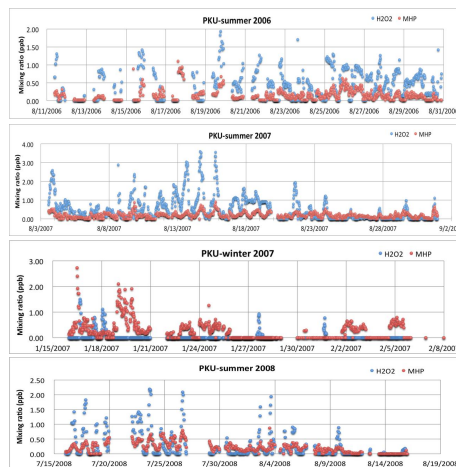 PKU-summer 2006
H2O2 MHP
Mixing ratio (ppb)
2.00
1.50
1.00
0.50
0.00
8/11/2006 8/13/2006 8/15/2006 8/17/2006 8/19/2006 8/21/2006 8/23/2006 8/25/2006 8/27/2006 8/29/2006 8/31/200
PKU-summer 2007
H2O2 MHP
Mixing ratio (ppb)
4.00
3.00
2.00
1.00
0.00
8/3/2007 8/8/2007 8/13/2007 8/18/2007 8/23/2007 8/28/2007 9/2/2
PKU-winter 2007
H2O2 MHP
Mixing ratio (ppb)
3.00
2.00
1.00
0.00
1/15/2007 1/18/2007 1/21/2007 1/24/2007 1/27/2007 1/30/2007 2/2/2007 2/5/2007 2/8/200
PKU-summer 2008
H2O2 MHP
Mixing ratio (ppb)
2.50
2.00
1.50
1.00
0.50
0.00
7/15/2008 7/20/2008 7/25/2008 7/30/2008 8/4/2008 8/9/2008 8/14/2008 8/19/2008